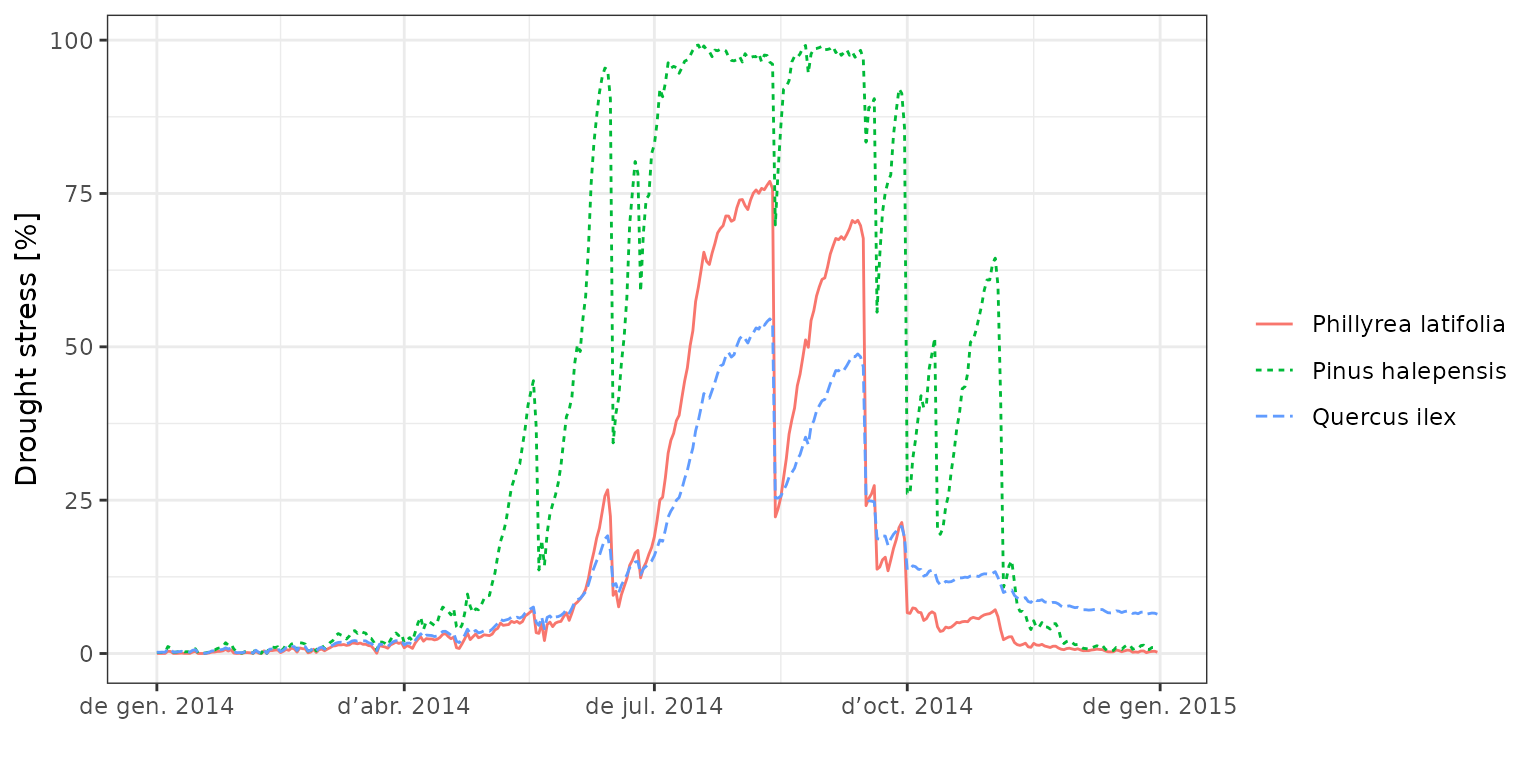 Drought stress [%]
100
75
50
25
0
de gen. 2014
d’abr. 2014
de jul. 2014
d’oct. 2014
de gen. 2015
Phillyrea latifolia
Pinus halepensis
Quercus ilex